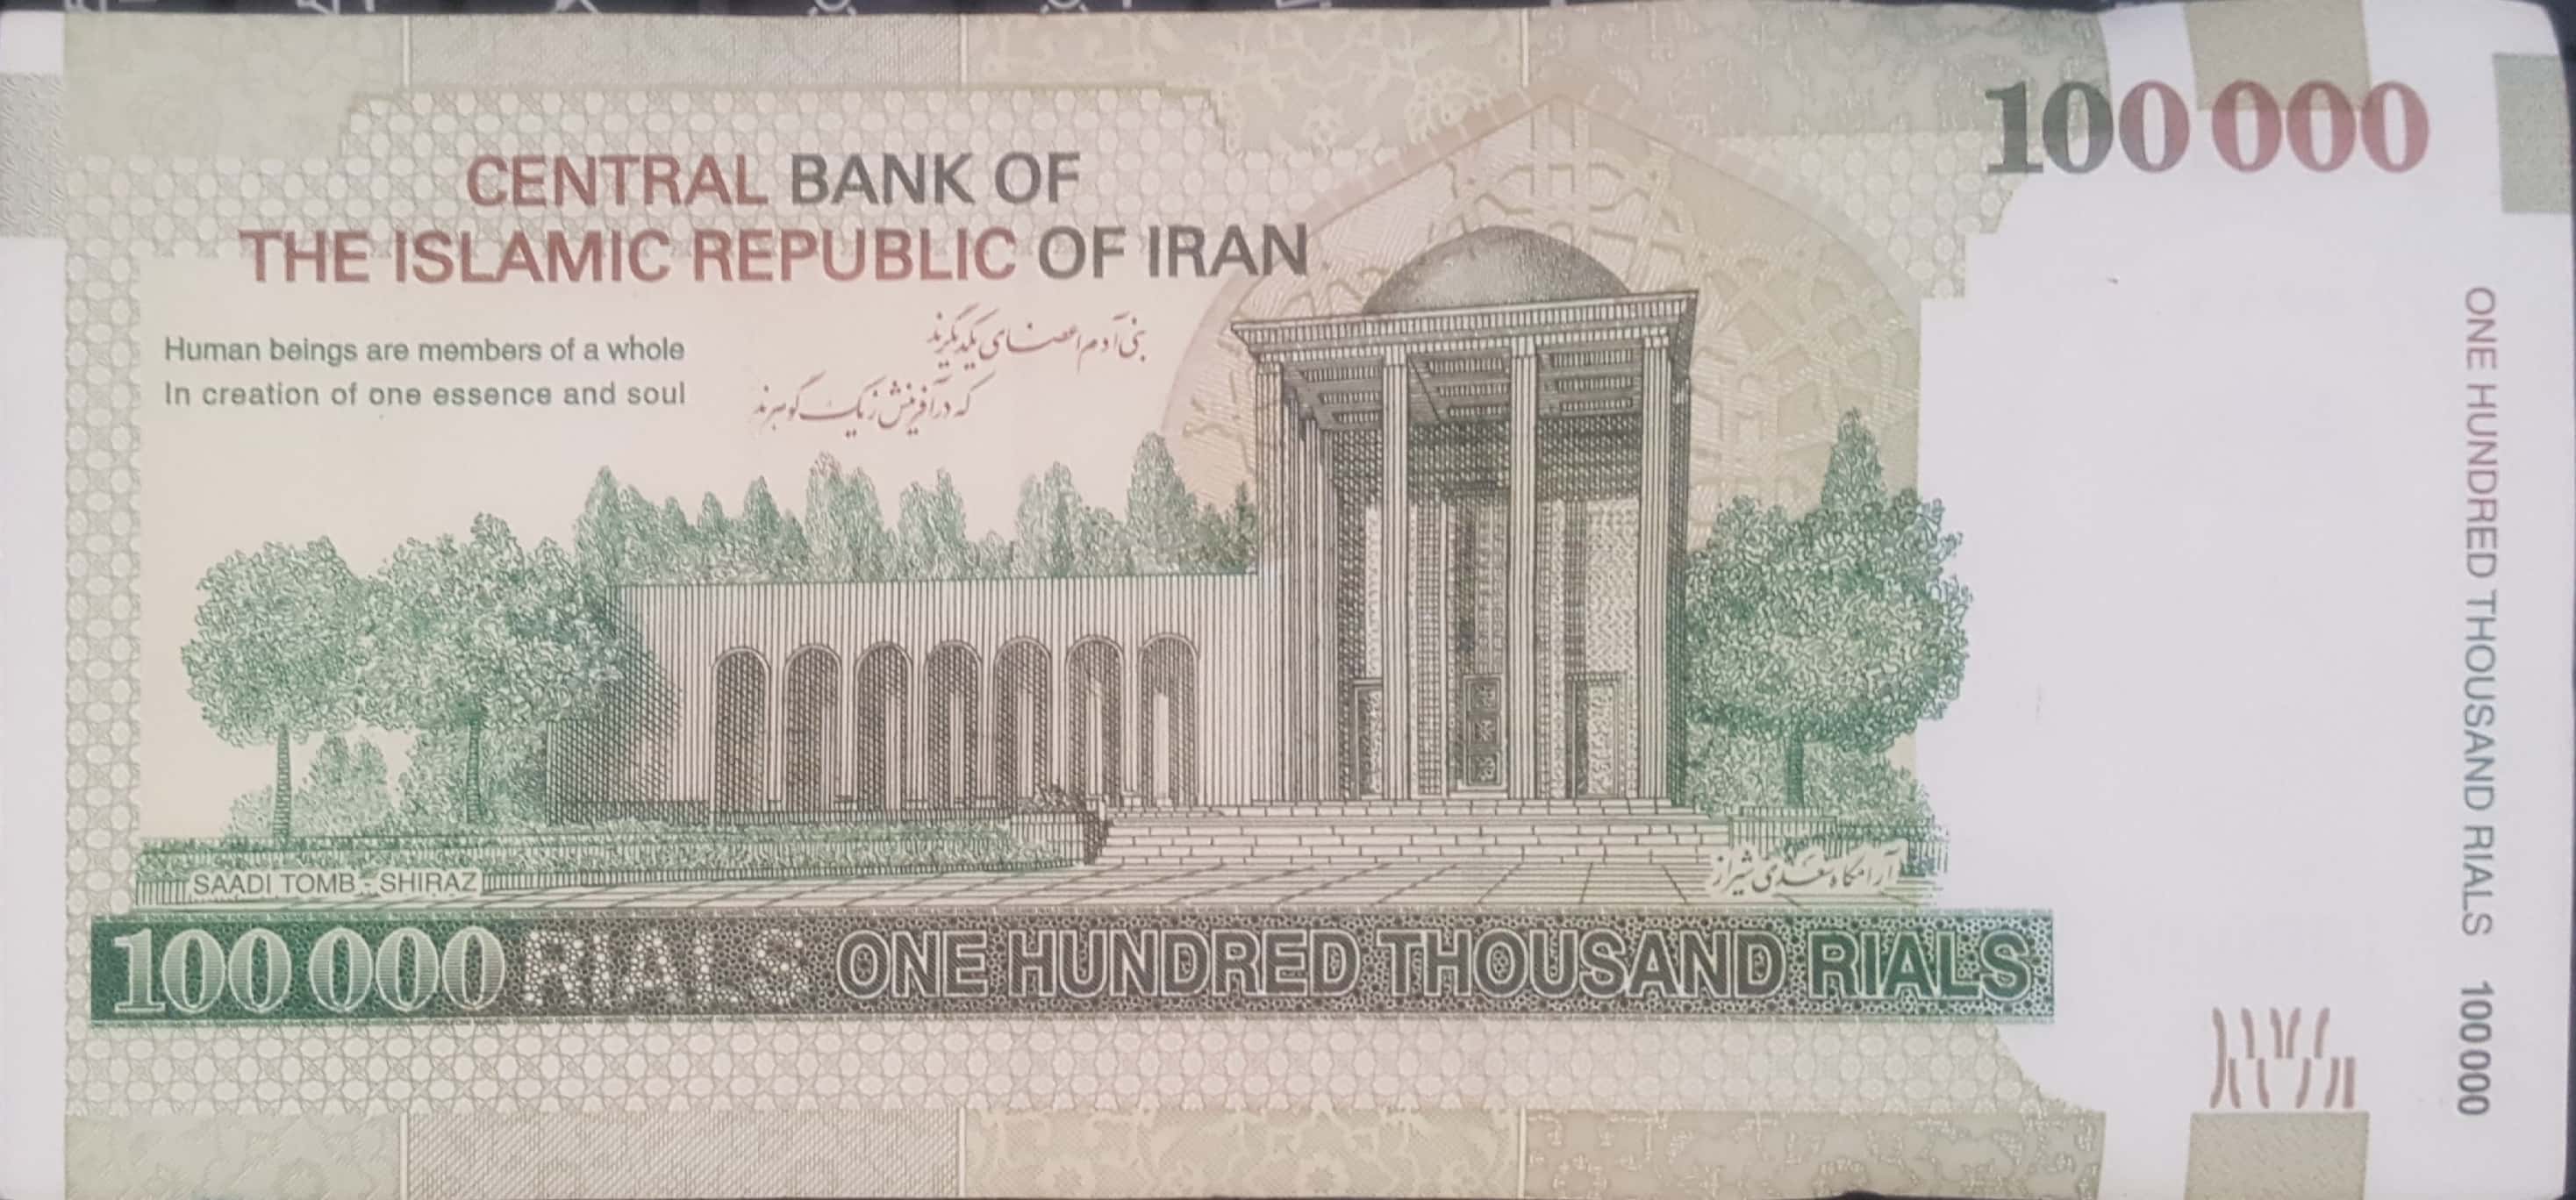 100 000
CENTRAL BANK OF
THE ISLAMIC REPUBLIC OF IRAN
Human beings are members of a whole
In creation of one essence and soul
بنی‌آدم اعضای یکدیگرند
که در آفرینش ز یک گوهرند
ONE HUNDRED THOUSAND RIALS 100 000
SAADI TOMB - SHIRAZ
آرامگاه سعدی شیراز
100 000 RIALS ONE HUNDRED THOUSAND RIALS